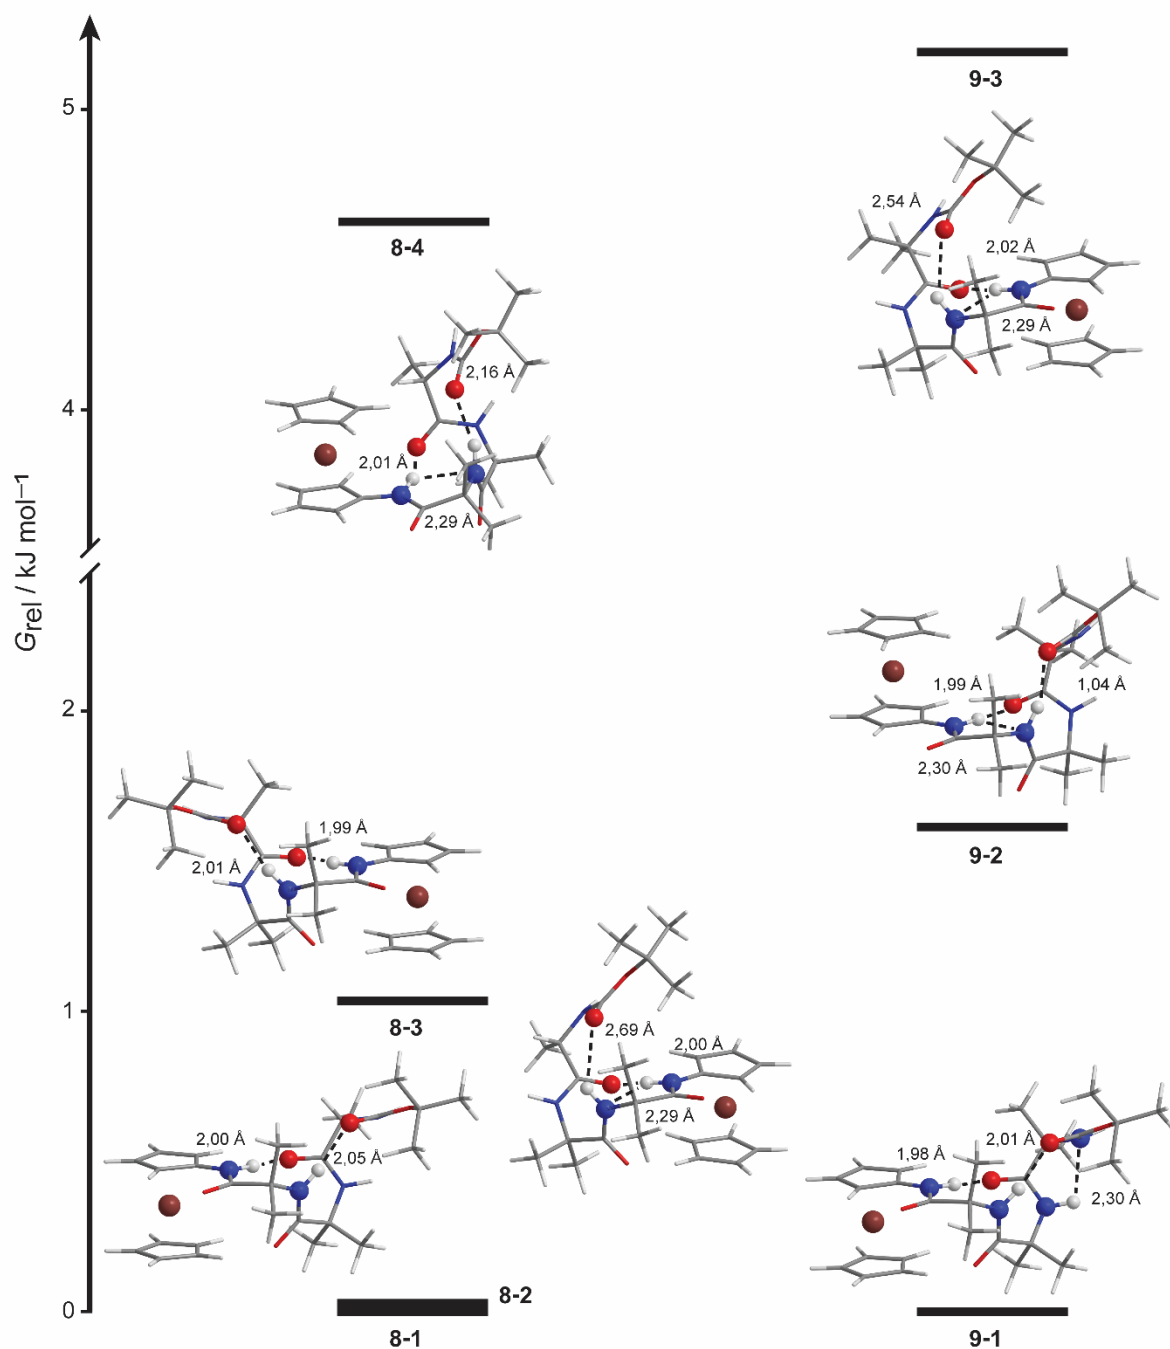 9-3
5
2,54 Å
2,02 Å
8-4
2,29 Å
2,16 Å
4
2,01 Å
2,29 Å
Grel / kJ mol⁻¹
2
1,99 Å
1,04 Å
2,30 Å
1,99 Å
9-2
2,01 Å
1
8-3
2,69 Å
2,00 Å
2,29 Å
2,00 Å
2,05 Å
2,01 Å
1,98 Å
2,30 Å
8-2
0
8-1
9-1